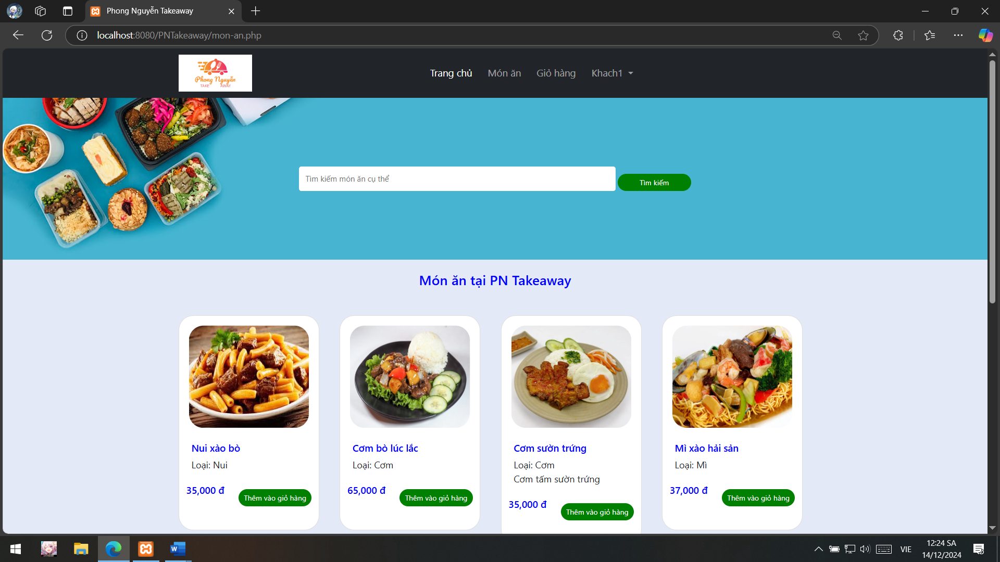 Phong Nguyễn Takeaway
localhost:8080/PNTakeaway/mon-an.php
Phong Nguyễn
TAKE AWAY
Trang chủ Món ăn Giỏ hàng Khach1
Tìm kiếm món ăn cụ thể
Tìm kiếm
Món ăn tại PN Takeaway
Nui xào bò
Loại: Nui
35,000 đ
Thêm vào giỏ hàng
Cơm bò lúc lắc
Loại: Cơm
65,000 đ
Thêm vào giỏ hàng
Cơm sườn trứng
Loại: Cơm
Cơm tấm sườn trứng
35,000 đ
Thêm vào giỏ hàng
Mì xào hải sản
Loại: Mì
37,000 đ
Thêm vào giỏ hàng
VIE
12:24 SA
14/12/2024